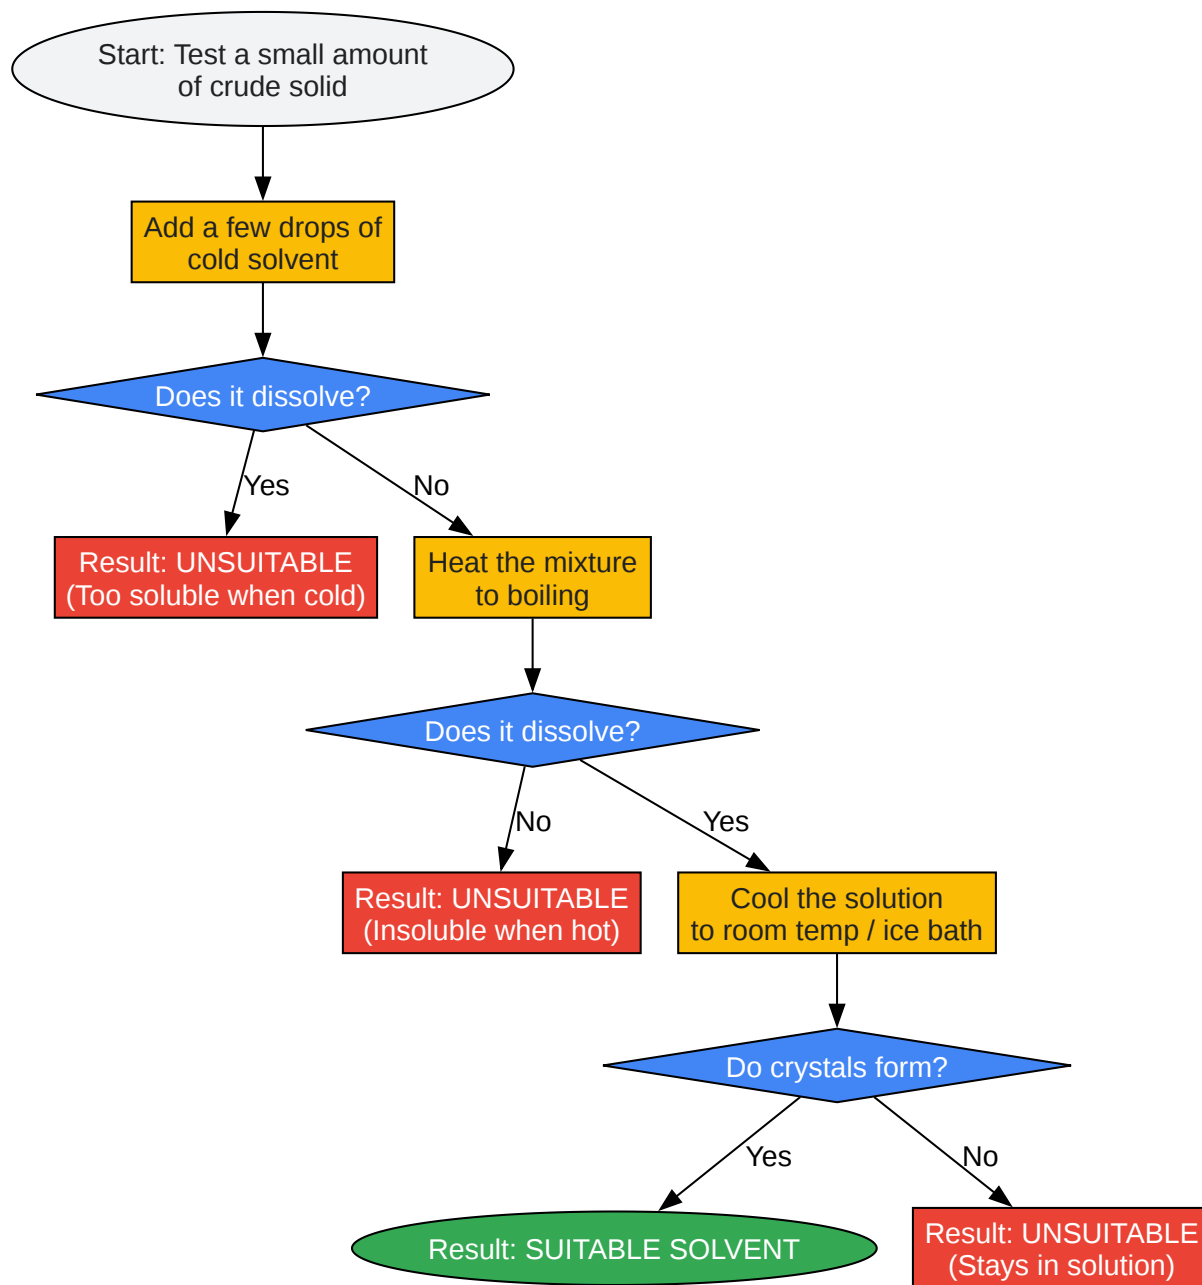 Start: Test a small amount
of crude solid
Add a few drops of
cold solvent
Does it dissolve?
Yes
No
Result: UNSUITABLE
(Too soluble when cold)
Heat the mixture
to boiling
Does it dissolve?
No
Yes
Result: UNSUITABLE
(Insoluble when hot)
Cool the solution
to room temp / ice bath
Do crystals form?
Yes
No
Result: SUITABLE SOLVENT
Result: UNSUITABLE
(Stays in solution)